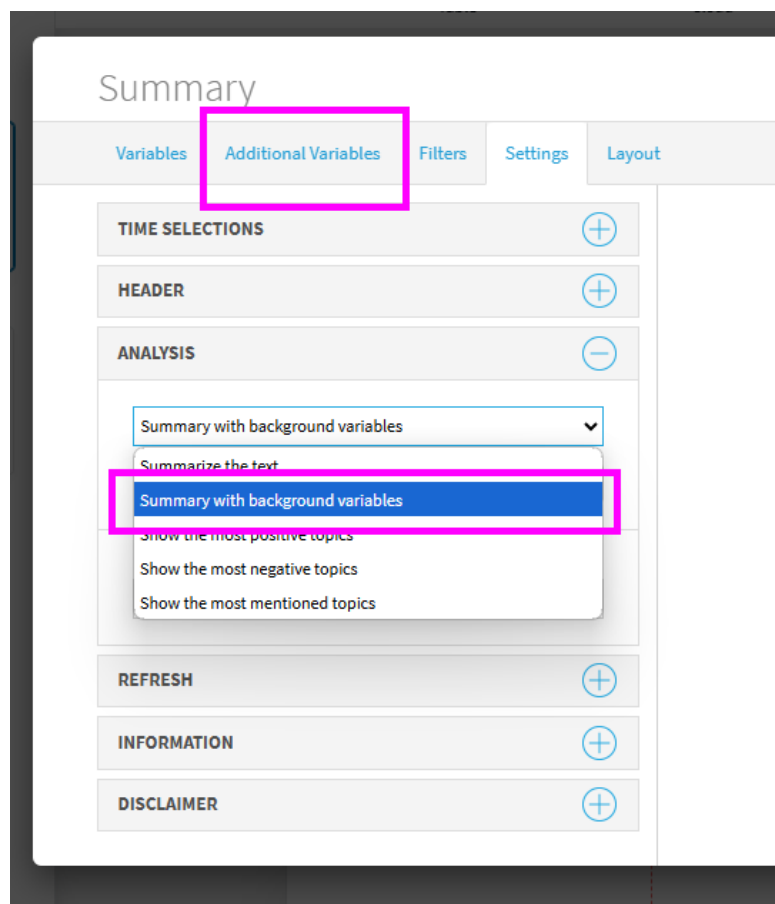 Summary
Variables Additional Variables Filters Settings Layout
TIME SELECTIONS
HEADER
ANALYSIS
Summary with background variables
Summarize the text
Summary with background variables
Show the most positive topics
Show the most negative topics
Show the most mentioned topics
REFRESH
INFORMATION
DISCLAIMER